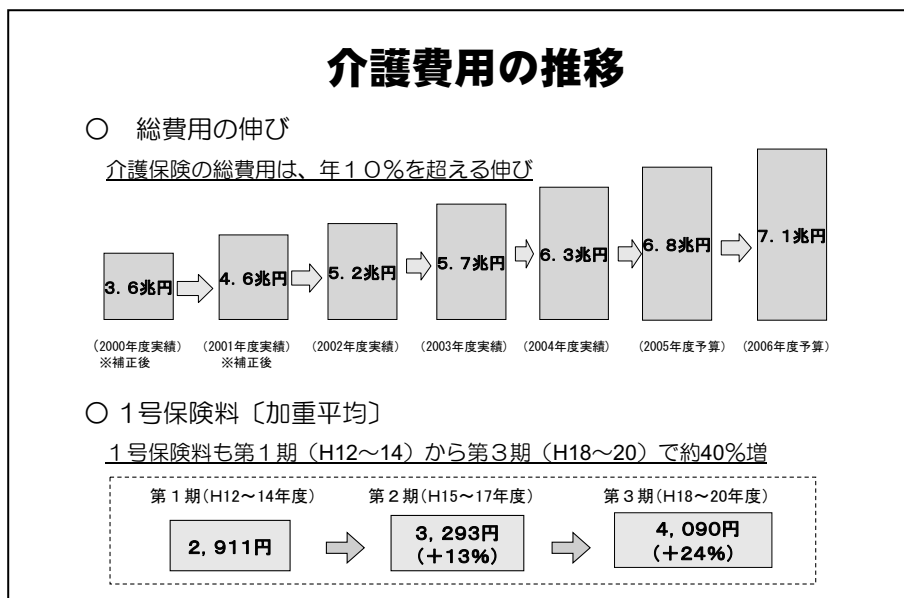 介護費用の推移
○　総費用の伸び
介護保険の総費用は、年１０％を超える伸び
３．６兆円
４．６兆円
５．２兆円
５．７兆円
６．３兆円
６．８兆円
７．１兆円
(2000年度実績)
※補正後
(2001年度実績)
※補正後
(2002年度実績)
(2003年度実績)
(2004年度実績)
(2005年度予算)
(2006年度予算)
○ １号保険料〔加重平均〕
１号保険料も第１期（H12～14）から第３期（H18～20）で約40％増
第１期(H12～14年度)
第２期(H15～17年度)
第３期(H18～20年度)
２，９１１円
３，２９３円
(＋13%)
４，０９０円
(＋24%)